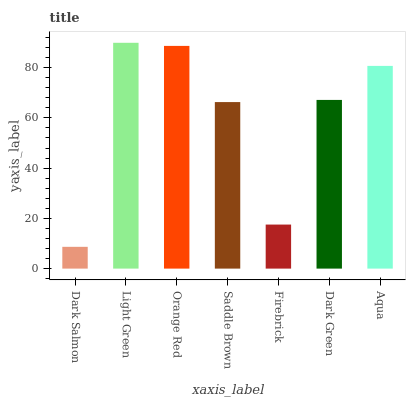 title
yaxis_label
80
60
40
20
0
Dark Salmon
Light Green
Orange Red
Saddle Brown
Firebrick
Dark Green
Aqua
xaxis_label